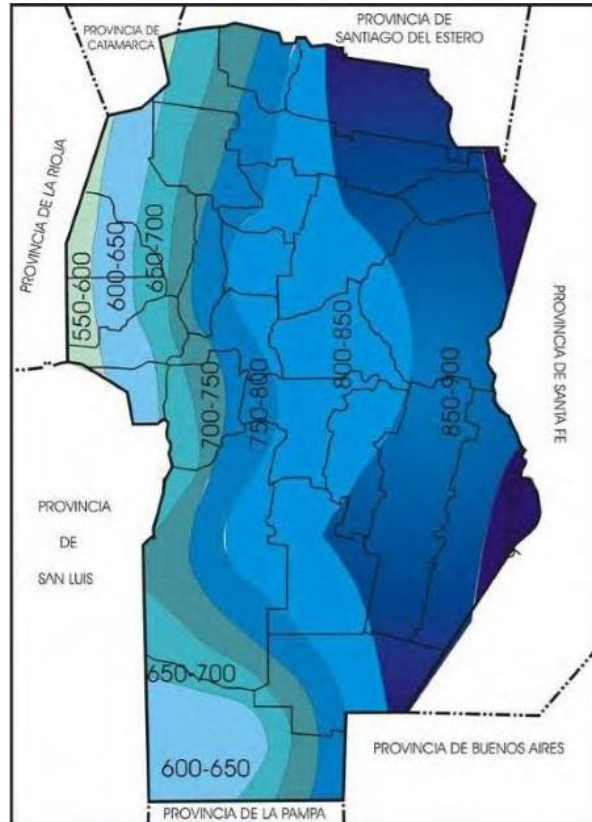 PROVINCIA DE
CATAMARCA
PROVINCIA DE
SANTIAGO DEL ESTERO
PROVINCIA DE LA RIOJA
550-600
600-650
650-700
700-750
750-800
800-850
850-900
PROVINCIA DE SANTA FE
PROVINCIA
DE
SAN LUIS
650-700
600-650
PROVINCIA DE BUENOS AIRES
PROVINCIA DE LA PAMPA